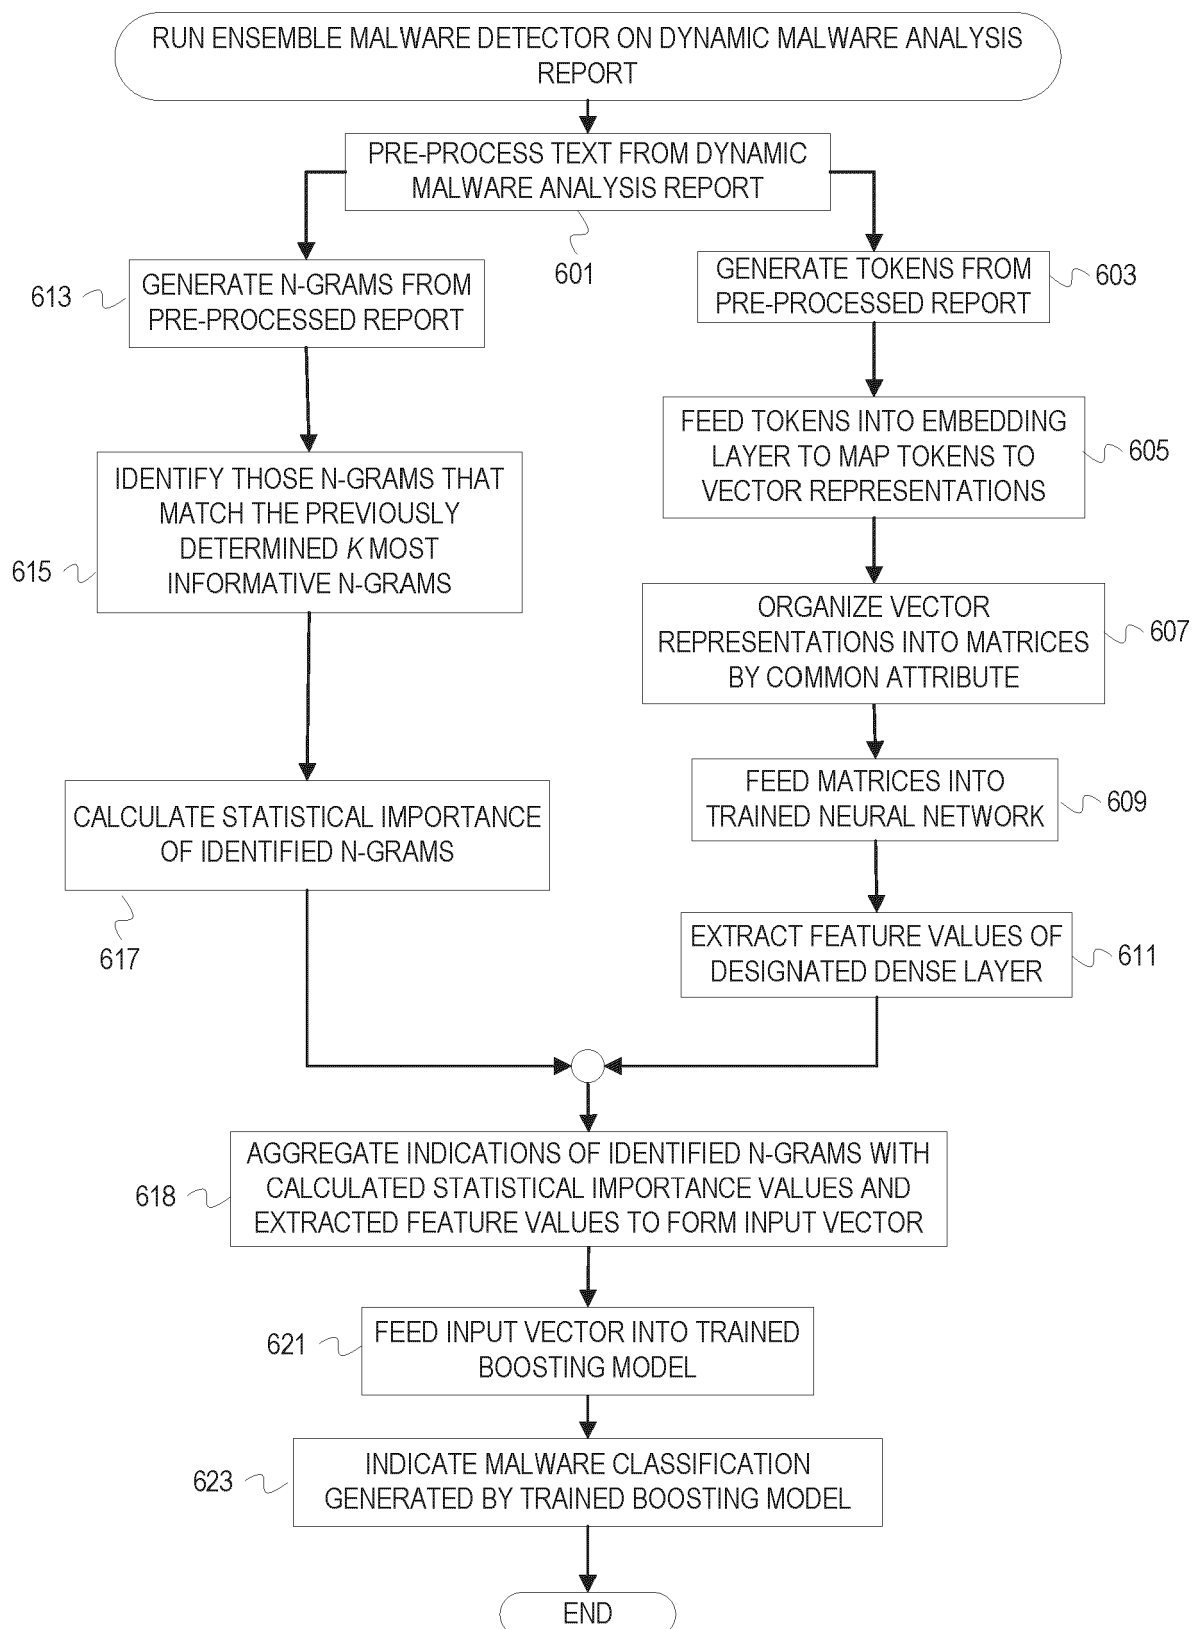 RUN ENSEMBLE MALWARE DETECTOR ON DYNAMIC MALWARE ANALYSIS
REPORT
PRE-PROCESS TEXT FROM DYNAMIC
MALWARE ANALYSIS REPORT
601
613
GENERATE N-GRAMS FROM
PRE-PROCESSED REPORT
GENERATE TOKENS FROM
PRE-PROCESSED REPORT
603
FEED TOKENS INTO EMBEDDING
LAYER TO MAP TOKENS TO
VECTOR REPRESENTATIONS
605
IDENTIFY THOSE N-GRAMS THAT
MATCH THE PREVIOUSLY
DETERMINED K MOST
INFORMATIVE N-GRAMS
615
ORGANIZE VECTOR
REPRESENTATIONS INTO MATRICES
BY COMMON ATTRIBUTE
607
FEED MATRICES INTO
TRAINED NEURAL NETWORK
609
CALCULATE STATISTICAL IMPORTANCE
OF IDENTIFIED N-GRAMS
617
EXTRACT FEATURE VALUES OF
DESIGNATED DENSE LAYER
611
AGGREGATE INDICATIONS OF IDENTIFIED N-GRAMS WITH
CALCULATED STATISTICAL IMPORTANCE VALUES AND
EXTRACTED FEATURE VALUES TO FORM INPUT VECTOR
618
621
FEED INPUT VECTOR INTO TRAINED
BOOSTING MODEL
623
INDICATE MALWARE CLASSIFICATION
GENERATED BY TRAINED BOOSTING MODEL
END